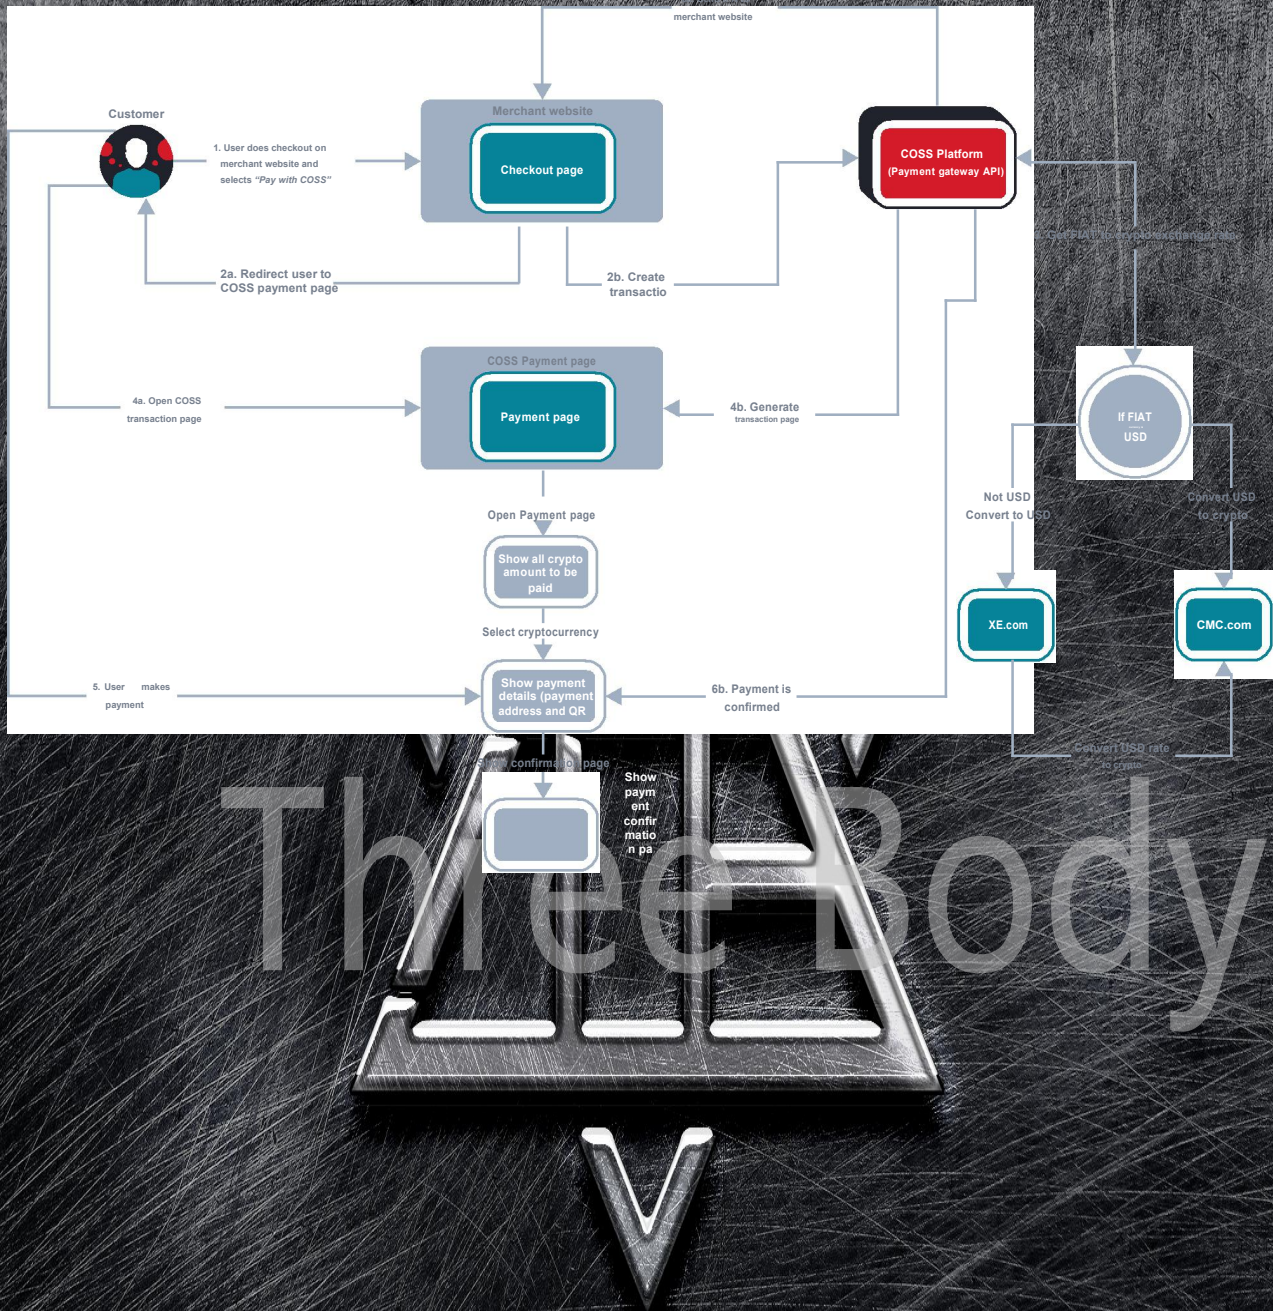 merchant website
Customer
Merchant website
1. User does checkout on
merchant website and
selects “Pay with COSS”
Checkout page
COSS Platform
(Payment gateway API)
2a. Redirect user to
COSS payment page
2b. Create
transactio
COSS Payment page
4a. Open COSS
transaction page
Payment page
4b. Generate
transaction page
If FIAT
USD
Not USD
Convert to USD
Convert USD
to crypto
Open Payment page
Show all crypto
amount to be
paid
XE.com
CMC.com
Select cryptocurrency
Show payment
details (payment
address and QR
5. User makes
payment
6b. Payment is
confirmed
Convert USD rate
to crypto
confirmation page
Show
paym
ent
confir
matio
n pa
Three Body